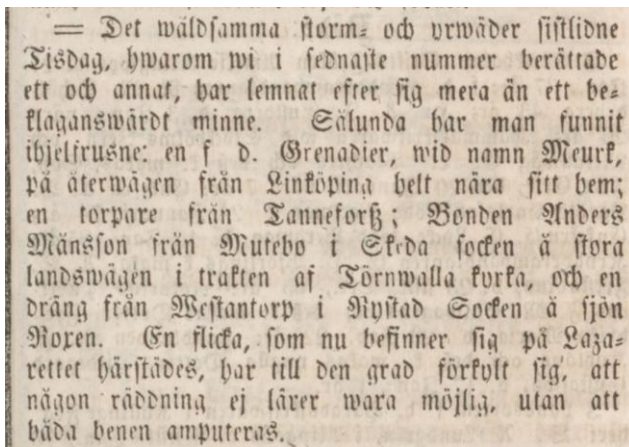 — Det wåldsamma storm- och yrwäder sistlidne
Tisdag, hwarom wi i sednaste nummer berättade
ett och annat, har lemnat efter sig mera än ett be-
klaganswärdt minne. Sålunda har man funnit
ihjelfrusne: en f d. Grenadier, wid namn Meurk,
på återwägen från Linköping helt nära sitt hem;
en torpare från Tanneforß; Bonden Anders
Månsson från Mutebo i Skeda socken å stora
landswägen i trakten af Törnwalla kyrka, och en
dräng från Westantorp i Rystad Socken å sjön
Roxen. En flicka, som nu befinner sig på Laza-
rettet härstädes, har till den grad förkylt sig, att
någon räddning ej lärer wara möjlig, utan att
båda benen amputeras.